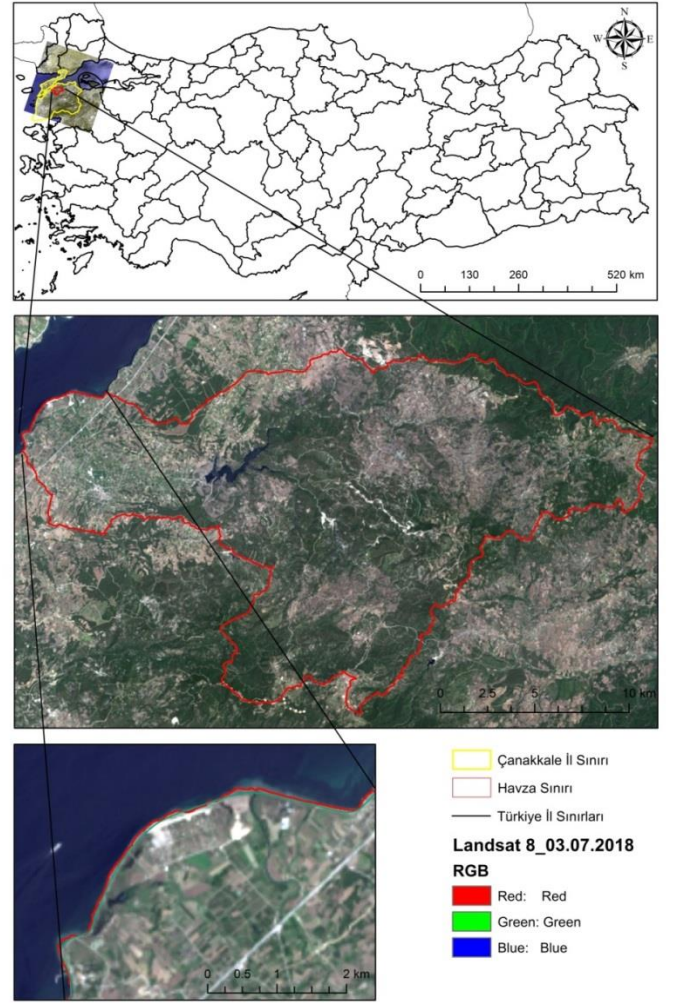 N
W E
S
0 130 260 520 km
0 2.5 5 10 km
Çanakkale İl Sınırı
Havza Sınırı
Türkiye İl Sınırları
Landsat 8_03.07.2018
RGB
Red: Red
Green: Green
Blue: Blue
0 0.5 1 2 km